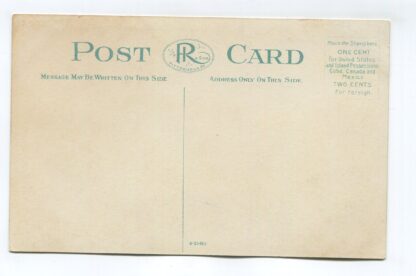 POST CARD
MESSAGE MAY BE WRITTEN ON THIS SIDE
ADDRESS ONLY ON THIS SIDE.
Place the Stamp here
ONE CENT
for United States
and Island Possessions
Cuba, Canada and
Mexico
TWO CENTS
For Foreign.